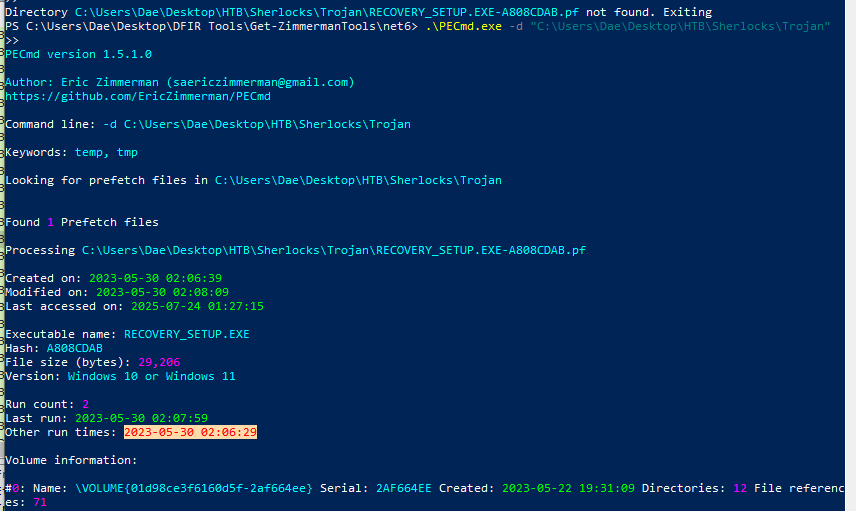 Directory C:\Users\Dae\Desktop\HTB\Sherlocks\Trojan\RECOVERY_SETUP.EXE-A808CDAB.pf not found. Exiting
PS C:\Users\Dae\Desktop\DFIR Tools\Get-ZimmermanTools\net6> .\PECmd.exe -d "C:\Users\Dae\Desktop\HTB\Sherlocks\Trojan"
>>
PECmd version 1.5.1.0
Author: Eric Zimmerman (saericzimmerman@gmail.com)
https://github.com/EricZimmerman/PECmd
Command line: -d C:\Users\Dae\Desktop\HTB\Sherlocks\Trojan
Keywords: temp, tmp
Looking for prefetch files in C:\Users\Dae\Desktop\HTB\Sherlocks\Trojan
Found 1 Prefetch files
Processing C:\Users\Dae\Desktop\HTB\Sherlocks\Trojan\RECOVERY_SETUP.EXE-A808CDAB.pf
Created on: 2023-05-30 02:06:39
Modified on: 2023-05-30 02:08:09
Last accessed on: 2025-07-24 01:27:15
Executable name: RECOVERY_SETUP.EXE
Hash: A808CDAB
File size (bytes): 29,206
Version: Windows 10 or Windows 11
Run count: 2
Last run: 2023-05-30 02:07:59
Other run times: 2023-05-30 02:06:29
Volume information:
#0: Name: \VOLUME{01d98ce3f6160d5f-2af664ee} Serial: 2AF664EE Created: 2023-05-22 19:31:09 Directories: 12 File referenc
es: 71